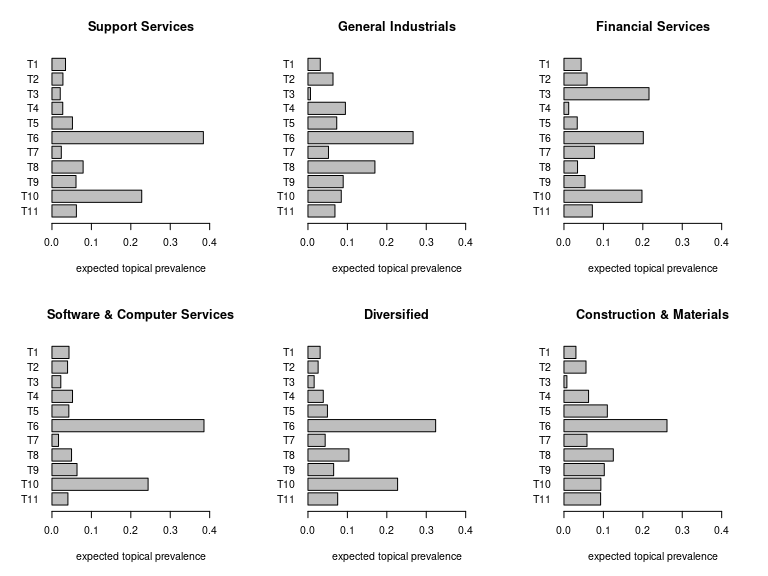 Support Services
T1
T2
T3
T4
T5
T6
T7
T8
T9
T10
T11
0.0 0.1 0.2 0.3 0.4
expected topical prevalence
General Industrials
T1
T2
T3
T4
T5
T6
T7
T8
T9
T10
T11
0.0 0.1 0.2 0.3 0.4
expected topical prevalence
Financial Services
T1
T2
T3
T4
T5
T6
T7
T8
T9
T10
T11
0.0 0.1 0.2 0.3 0.4
expected topical prevalence
Software & Computer Services
T1
T2
T3
T4
T5
T6
T7
T8
T9
T10
T11
0.0 0.1 0.2 0.3 0.4
expected topical prevalence
Diversified
T1
T2
T3
T4
T5
T6
T7
T8
T9
T10
T11
0.0 0.1 0.2 0.3 0.4
expected topical prevalence
Construction & Materials
T1
T2
T3
T4
T5
T6
T7
T8
T9
T10
T11
0.0 0.1 0.2 0.3 0.4
expected topical prevalence